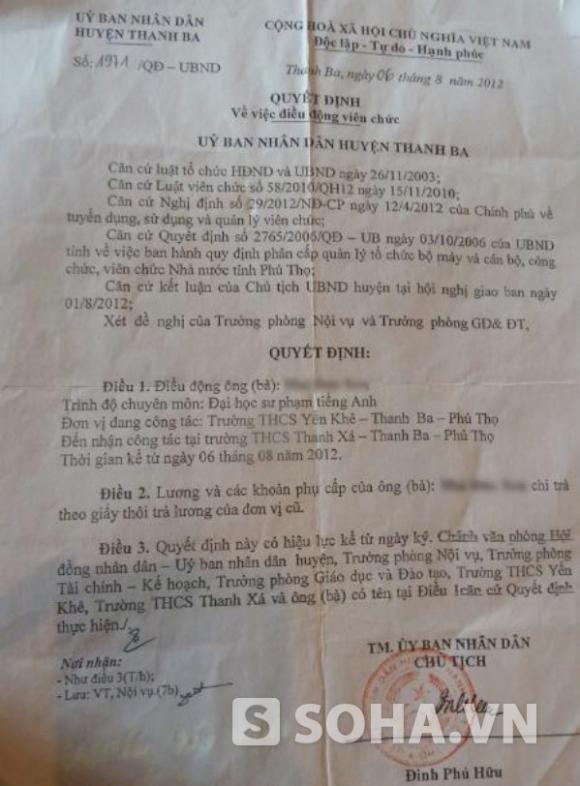 UỶ BAN NHÂN DÂN
HUYỆN THANH BA
Số: 1971 /QĐ – UBND
CỘNG HOÀ XÃ HỘI CHỦ NGHĨA VIỆT NAM
Độc lập - Tự do - Hạnh phúc
Thanh Ba, ngày 06 tháng 8 năm 2012
QUYẾT ĐỊNH
Về việc điều động viên chức
UỶ BAN NHÂN DÂN HUYỆN THANH BA
Căn cứ luật tổ chức HĐND và UBND ngày 26/11/2003;
Căn cứ Luật viên chức số 58/2010/QH12 ngày 15/11/2010;
Căn cứ Nghị định số 29/2012/NĐ-CP ngày 12/4/2012 của Chính phủ về
tuyển dụng, sử dụng và quản lý viên chức;
Căn cứ Quyết định số 2765/2006/QĐ – UB ngày 03/10/2006 của UBND
tỉnh về việc ban hành quy định phân cấp quản lý tổ chức bộ máy và cán bộ, công
chức, viên chức Nhà nước tỉnh Phú Thọ;
Căn cứ kết luận của Chủ tịch UBND huyện tại hội nghị giao ban ngày
01/8/2012;
Xét đề nghị của Trưởng phòng Nội vụ và Trưởng phòng GD& ĐT,
QUYẾT ĐỊNH:
Điều 1. Điều động ông (bà):
Trình độ chuyên môn: Đại học sư phạm tiếng Anh
Đơn vị đang công tác: Trường THCS Yên Khê – Thanh Ba – Phú Thọ
Đến nhận công tác tại trường THCS Thanh Xá – Thanh Ba – Phú Thọ
Thời gian kể từ ngày 06 tháng 08 năm 2012.
Điều 2. Lương và các khoản phụ cấp của ông (bà): chi trả
theo giấy thôi trả lương của đơn vị cũ.
Điều 3. Quyết định này có hiệu lực kể từ ngày ký. Chánh văn phòng Hội
đồng nhân dân – Uỷ ban nhân dân huyện, Trưởng phòng Nội vụ, Trưởng phòng
Tài chính – Kế hoạch, Trưởng phòng Giáo dục và Đào tạo, Trường THCS Yên
Khê, Trường THCS Thanh Xá và ông (bà) có tên tại Điều 1căn cứ Quyết định
thực hiện./.
Nơi nhận:
- Như điều 3(T/h);
- Lưu: VT, Nội vụ.(7b)
TM. ỦY BAN NHÂN DÂN
CHỦ TỊCH
Đinh Phú Hữu
S SOHA.VN